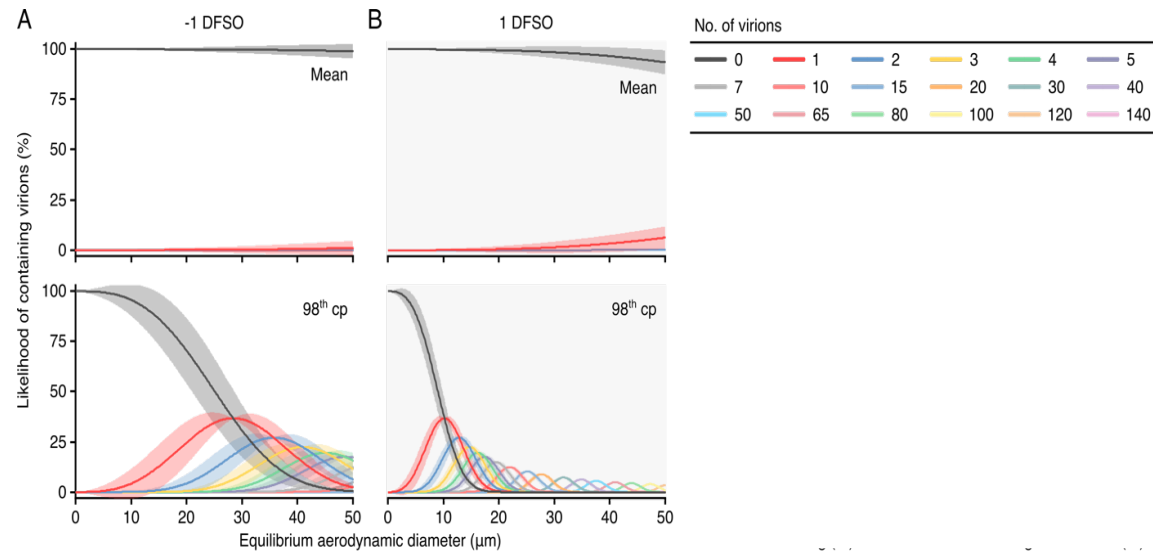 A
-1 DFSO
B
1 DFSO
No. of virions
0 1 2 3 4 5
7 10 15 20 30 40
50 65 80 100 120 140
Likelihood of containing virions (%)
100
75
50
25
0
Mean
Mean
100
75
50
25
0
98th cp
98th cp
0 10 20 30 40 50
0 10 20 30 40 50
Equilibrium aerodynamic diameter (μm)